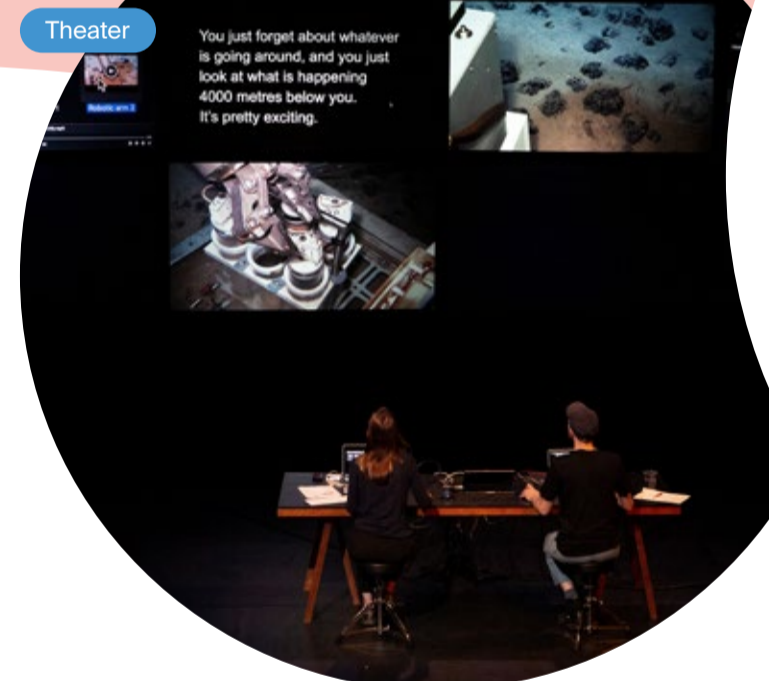 Theater
You just forget about whatever
is going around, and you just
look at what is happening
4000 metres below you.
It's pretty exciting.
Robotic arm 2